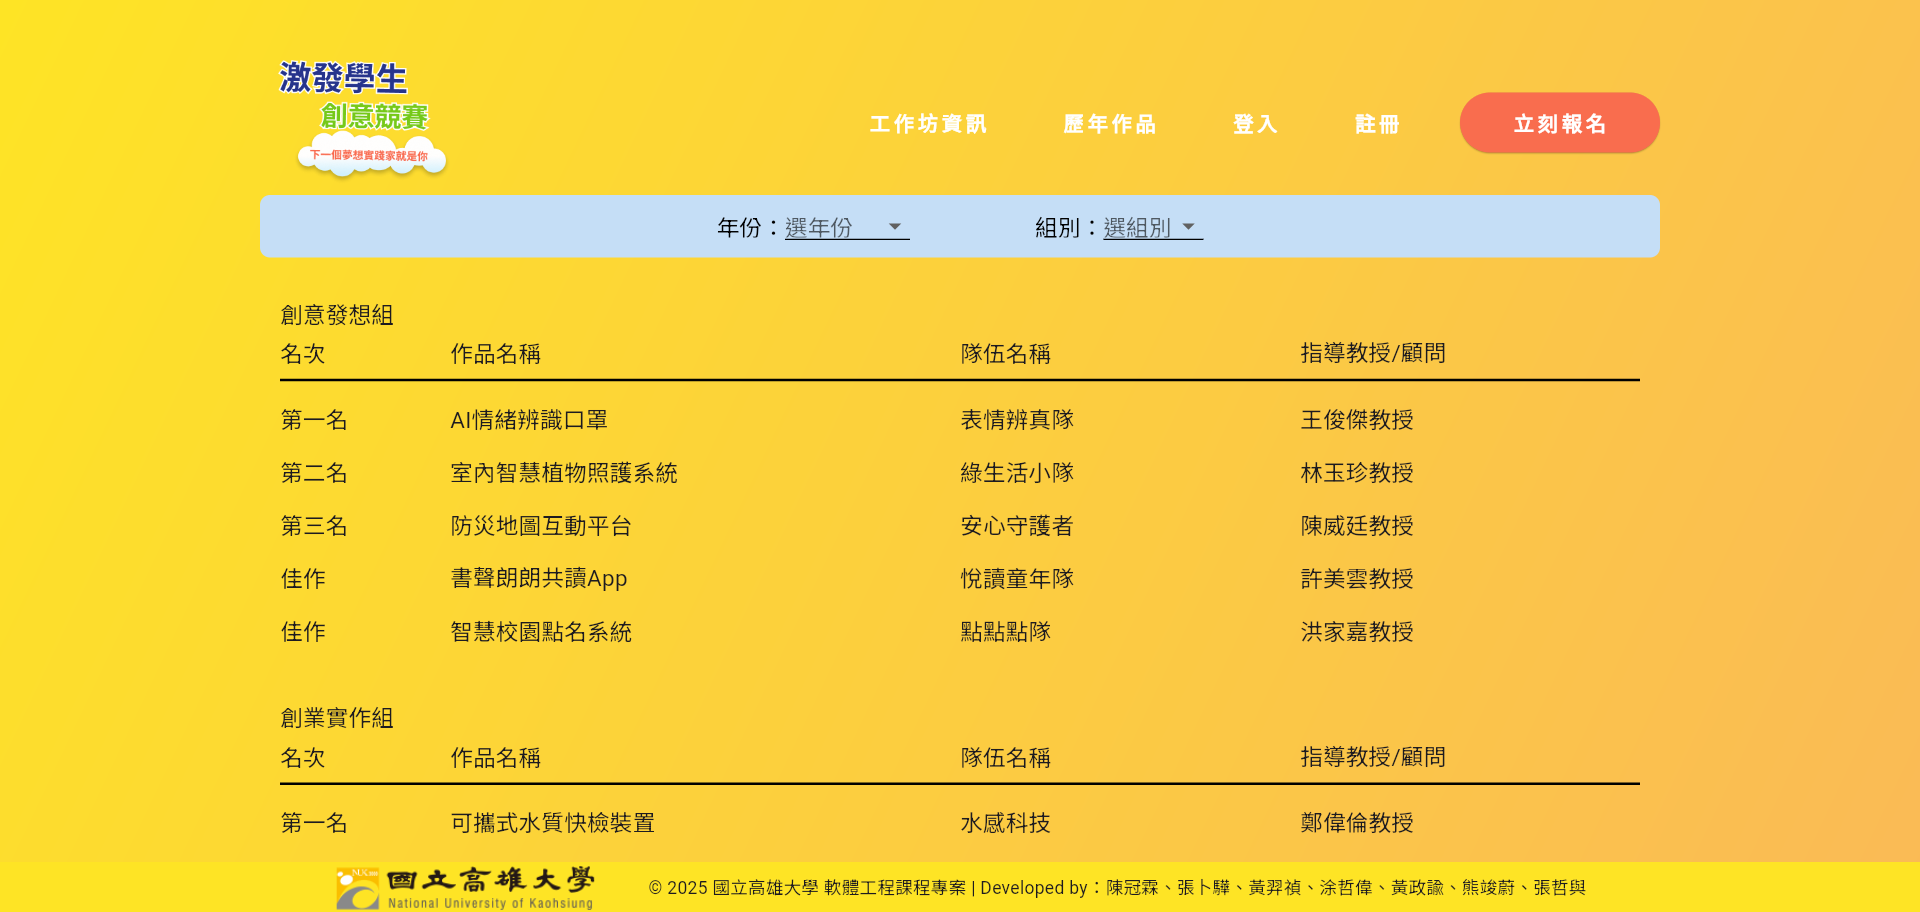 激發學生
創意競賽
下一個夢想實踐家就是你
工作坊資訊 歷年作品 登入 註冊 立刻報名
年份：選年份 組別：選組別
創意發想組
名次 作品名稱 隊伍名稱 指導教授/顧問
第一名 AI情緒辨識口罩 表情辨真隊 王俊傑教授
第二名 室內智慧植物照護系統 綠生活小隊 林玉珍教授
第三名 防災地圖互動平台 安心守護者 陳威廷教授
佳作 書聲朗朗共讀App 悅讀童年隊 許美雲教授
佳作 智慧校園點名系統 點點點隊 洪家嘉教授
創業實作組
名次 作品名稱 隊伍名稱 指導教授/顧問
第一名 可攜式水質快檢裝置 水感科技 鄭偉倫教授
NUK 國立高雄大學
National University of Kaohsiung
© 2025 國立高雄大學 軟體工程課程專案 | Developed by：陳冠霖、張卜驊、黃羿禎、涂哲偉、黃政諭、熊竣蔚、張哲與